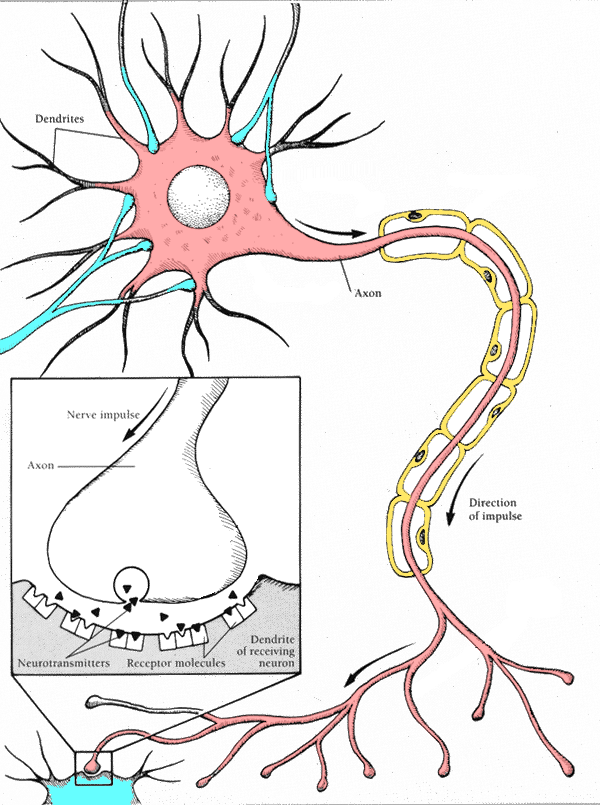 Dendrites
Axon
Nerve impulse
Axon
Direction
of impulse
Neurotransmitters
Receptor molecules
Dendrite
of receiving
neuron